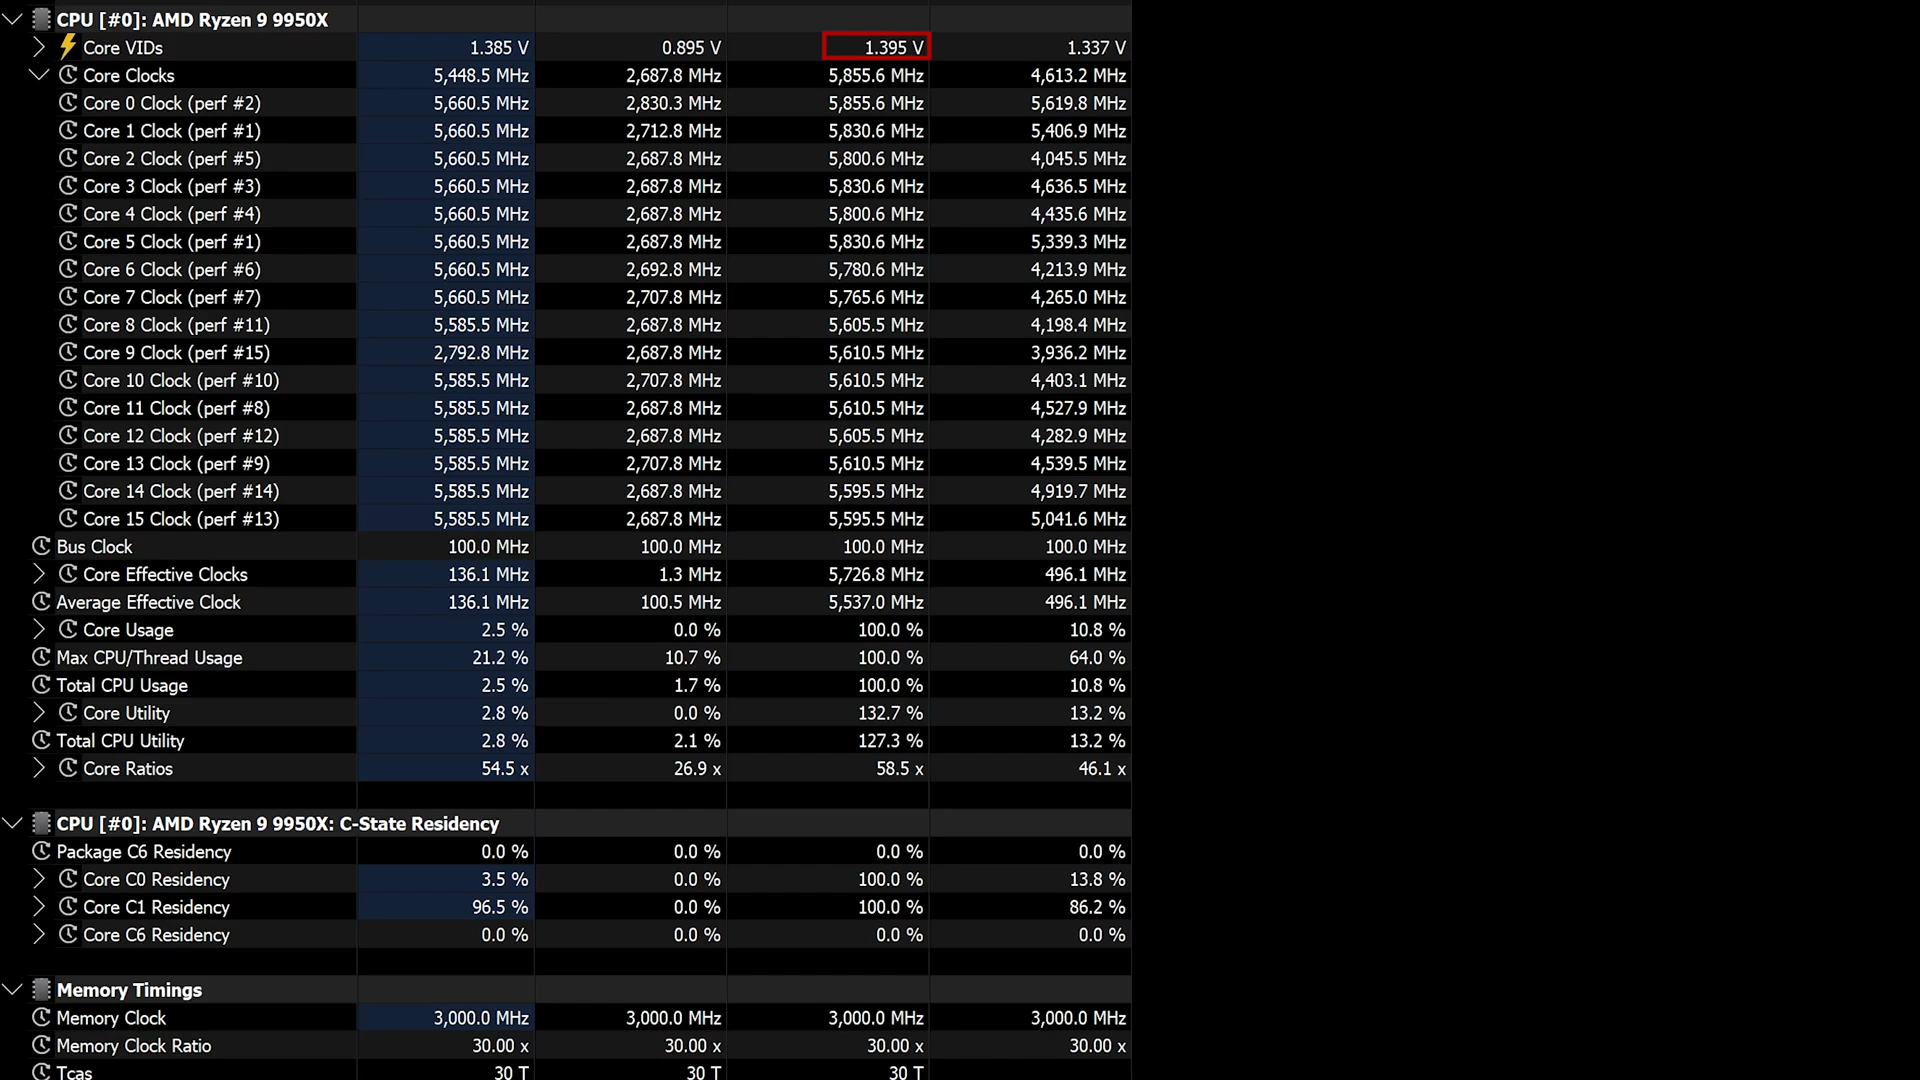 CPU [#0]: AMD Ryzen 9 9950X
Core VIDs 1.385 V 0.895 V 1.395 V 1.337 V
Core Clocks 5,448.5 MHz 2,687.8 MHz 5,855.6 MHz 4,613.2 MHz
Core 0 Clock (perf #2) 5,660.5 MHz 2,830.3 MHz 5,855.6 MHz 5,619.8 MHz
Core 1 Clock (perf #1) 5,660.5 MHz 2,712.8 MHz 5,830.6 MHz 5,406.9 MHz
Core 2 Clock (perf #5) 5,660.5 MHz 2,687.8 MHz 5,800.6 MHz 4,045.5 MHz
Core 3 Clock (perf #3) 5,660.5 MHz 2,687.8 MHz 5,830.6 MHz 4,636.5 MHz
Core 4 Clock (perf #4) 5,660.5 MHz 2,687.8 MHz 5,800.6 MHz 4,435.6 MHz
Core 5 Clock (perf #1) 5,660.5 MHz 2,687.8 MHz 5,830.6 MHz 5,339.3 MHz
Core 6 Clock (perf #6) 5,660.5 MHz 2,692.8 MHz 5,780.6 MHz 4,213.9 MHz
Core 7 Clock (perf #7) 5,660.5 MHz 2,707.8 MHz 5,765.6 MHz 4,265.0 MHz
Core 8 Clock (perf #11) 5,585.5 MHz 2,687.8 MHz 5,605.5 MHz 4,198.4 MHz
Core 9 Clock (perf #15) 2,792.8 MHz 2,687.8 MHz 5,610.5 MHz 3,936.2 MHz
Core 10 Clock (perf #10) 5,585.5 MHz 2,707.8 MHz 5,610.5 MHz 4,403.1 MHz
Core 11 Clock (perf #8) 5,585.5 MHz 2,687.8 MHz 5,610.5 MHz 4,527.9 MHz
Core 12 Clock (perf #12) 5,585.5 MHz 2,687.8 MHz 5,605.5 MHz 4,282.9 MHz
Core 13 Clock (perf #9) 5,585.5 MHz 2,707.8 MHz 5,610.5 MHz 4,539.5 MHz
Core 14 Clock (perf #14) 5,585.5 MHz 2,687.8 MHz 5,595.5 MHz 4,919.7 MHz
Core 15 Clock (perf #13) 5,585.5 MHz 2,687.8 MHz 5,595.5 MHz 5,041.6 MHz
Bus Clock 100.0 MHz 100.0 MHz 100.0 MHz 100.0 MHz
Core Effective Clocks 136.1 MHz 1.3 MHz 5,726.8 MHz 496.1 MHz
Average Effective Clock 136.1 MHz 100.5 MHz 5,537.0 MHz 496.1 MHz
Core Usage 2.5 % 0.0 % 100.0 % 10.8 %
Max CPU/Thread Usage 21.2 % 10.7 % 100.0 % 64.0 %
Total CPU Usage 2.5 % 1.7 % 100.0 % 10.8 %
Core Utility 2.8 % 0.0 % 132.7 % 13.2 %
Total CPU Utility 2.8 % 2.1 % 127.3 % 13.2 %
Core Ratios 54.5 x 26.9 x 58.5 x 46.1 x
CPU [#0]: AMD Ryzen 9 9950X: C-State Residency
Package C6 Residency 0.0 % 0.0 % 0.0 % 0.0 %
Core C0 Residency 3.5 % 0.0 % 100.0 % 13.8 %
Core C1 Residency 96.5 % 0.0 % 100.0 % 86.2 %
Core C6 Residency 0.0 % 0.0 % 0.0 % 0.0 %
Memory Timings
Memory Clock 3,000.0 MHz 3,000.0 MHz 3,000.0 MHz 3,000.0 MHz
Memory Clock Ratio 30.00 x 30.00 x 30.00 x 30.00 x
Tcas 30 T 30 T 30 T